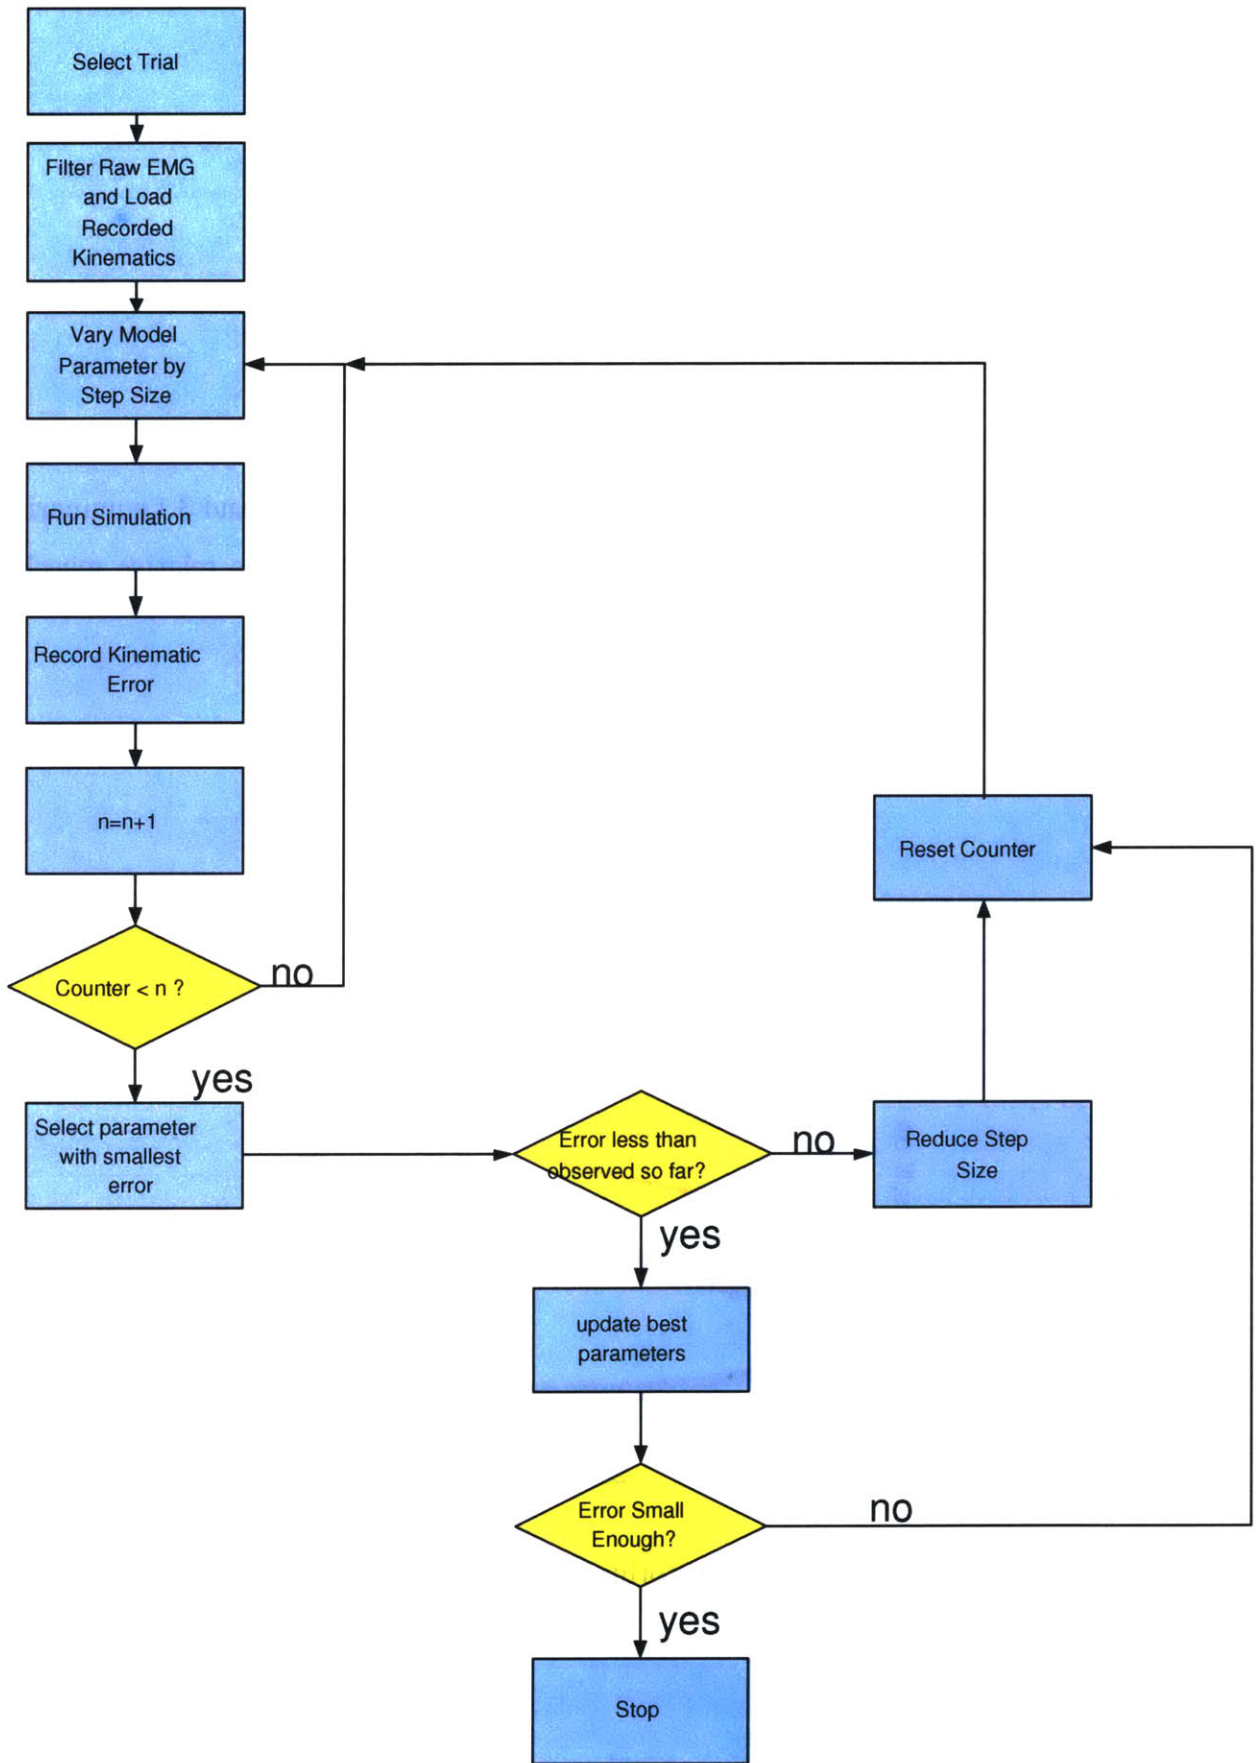 Select Trial
Filter Raw EMG
and Load
Recorded
Kinematics
Vary Model
Parameter by
Step Size
Run Simulation
Record Kinematic
Error
n=n+1
Counter < n ?
no
yes
Select parameter
with smallest
error
Error less than
observed so far?
no
Reduce Step
Size
Reset Counter
yes
update best
parameters
Error Small
Enough?
no
yes
Stop